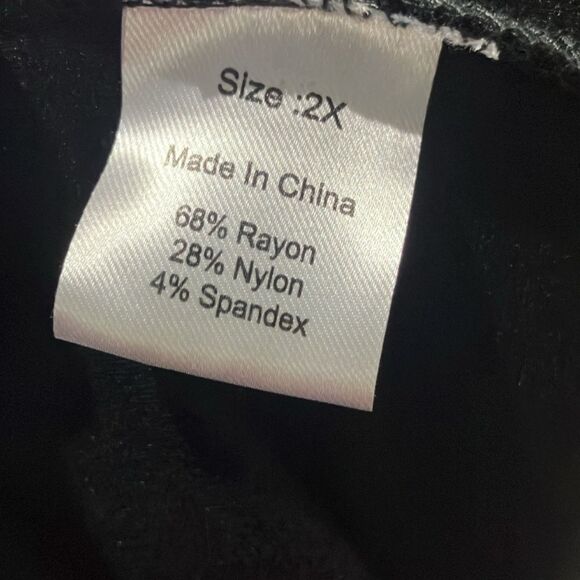 Size :2X
Made In China
68% Rayon
28% Nylon
4% Spandex